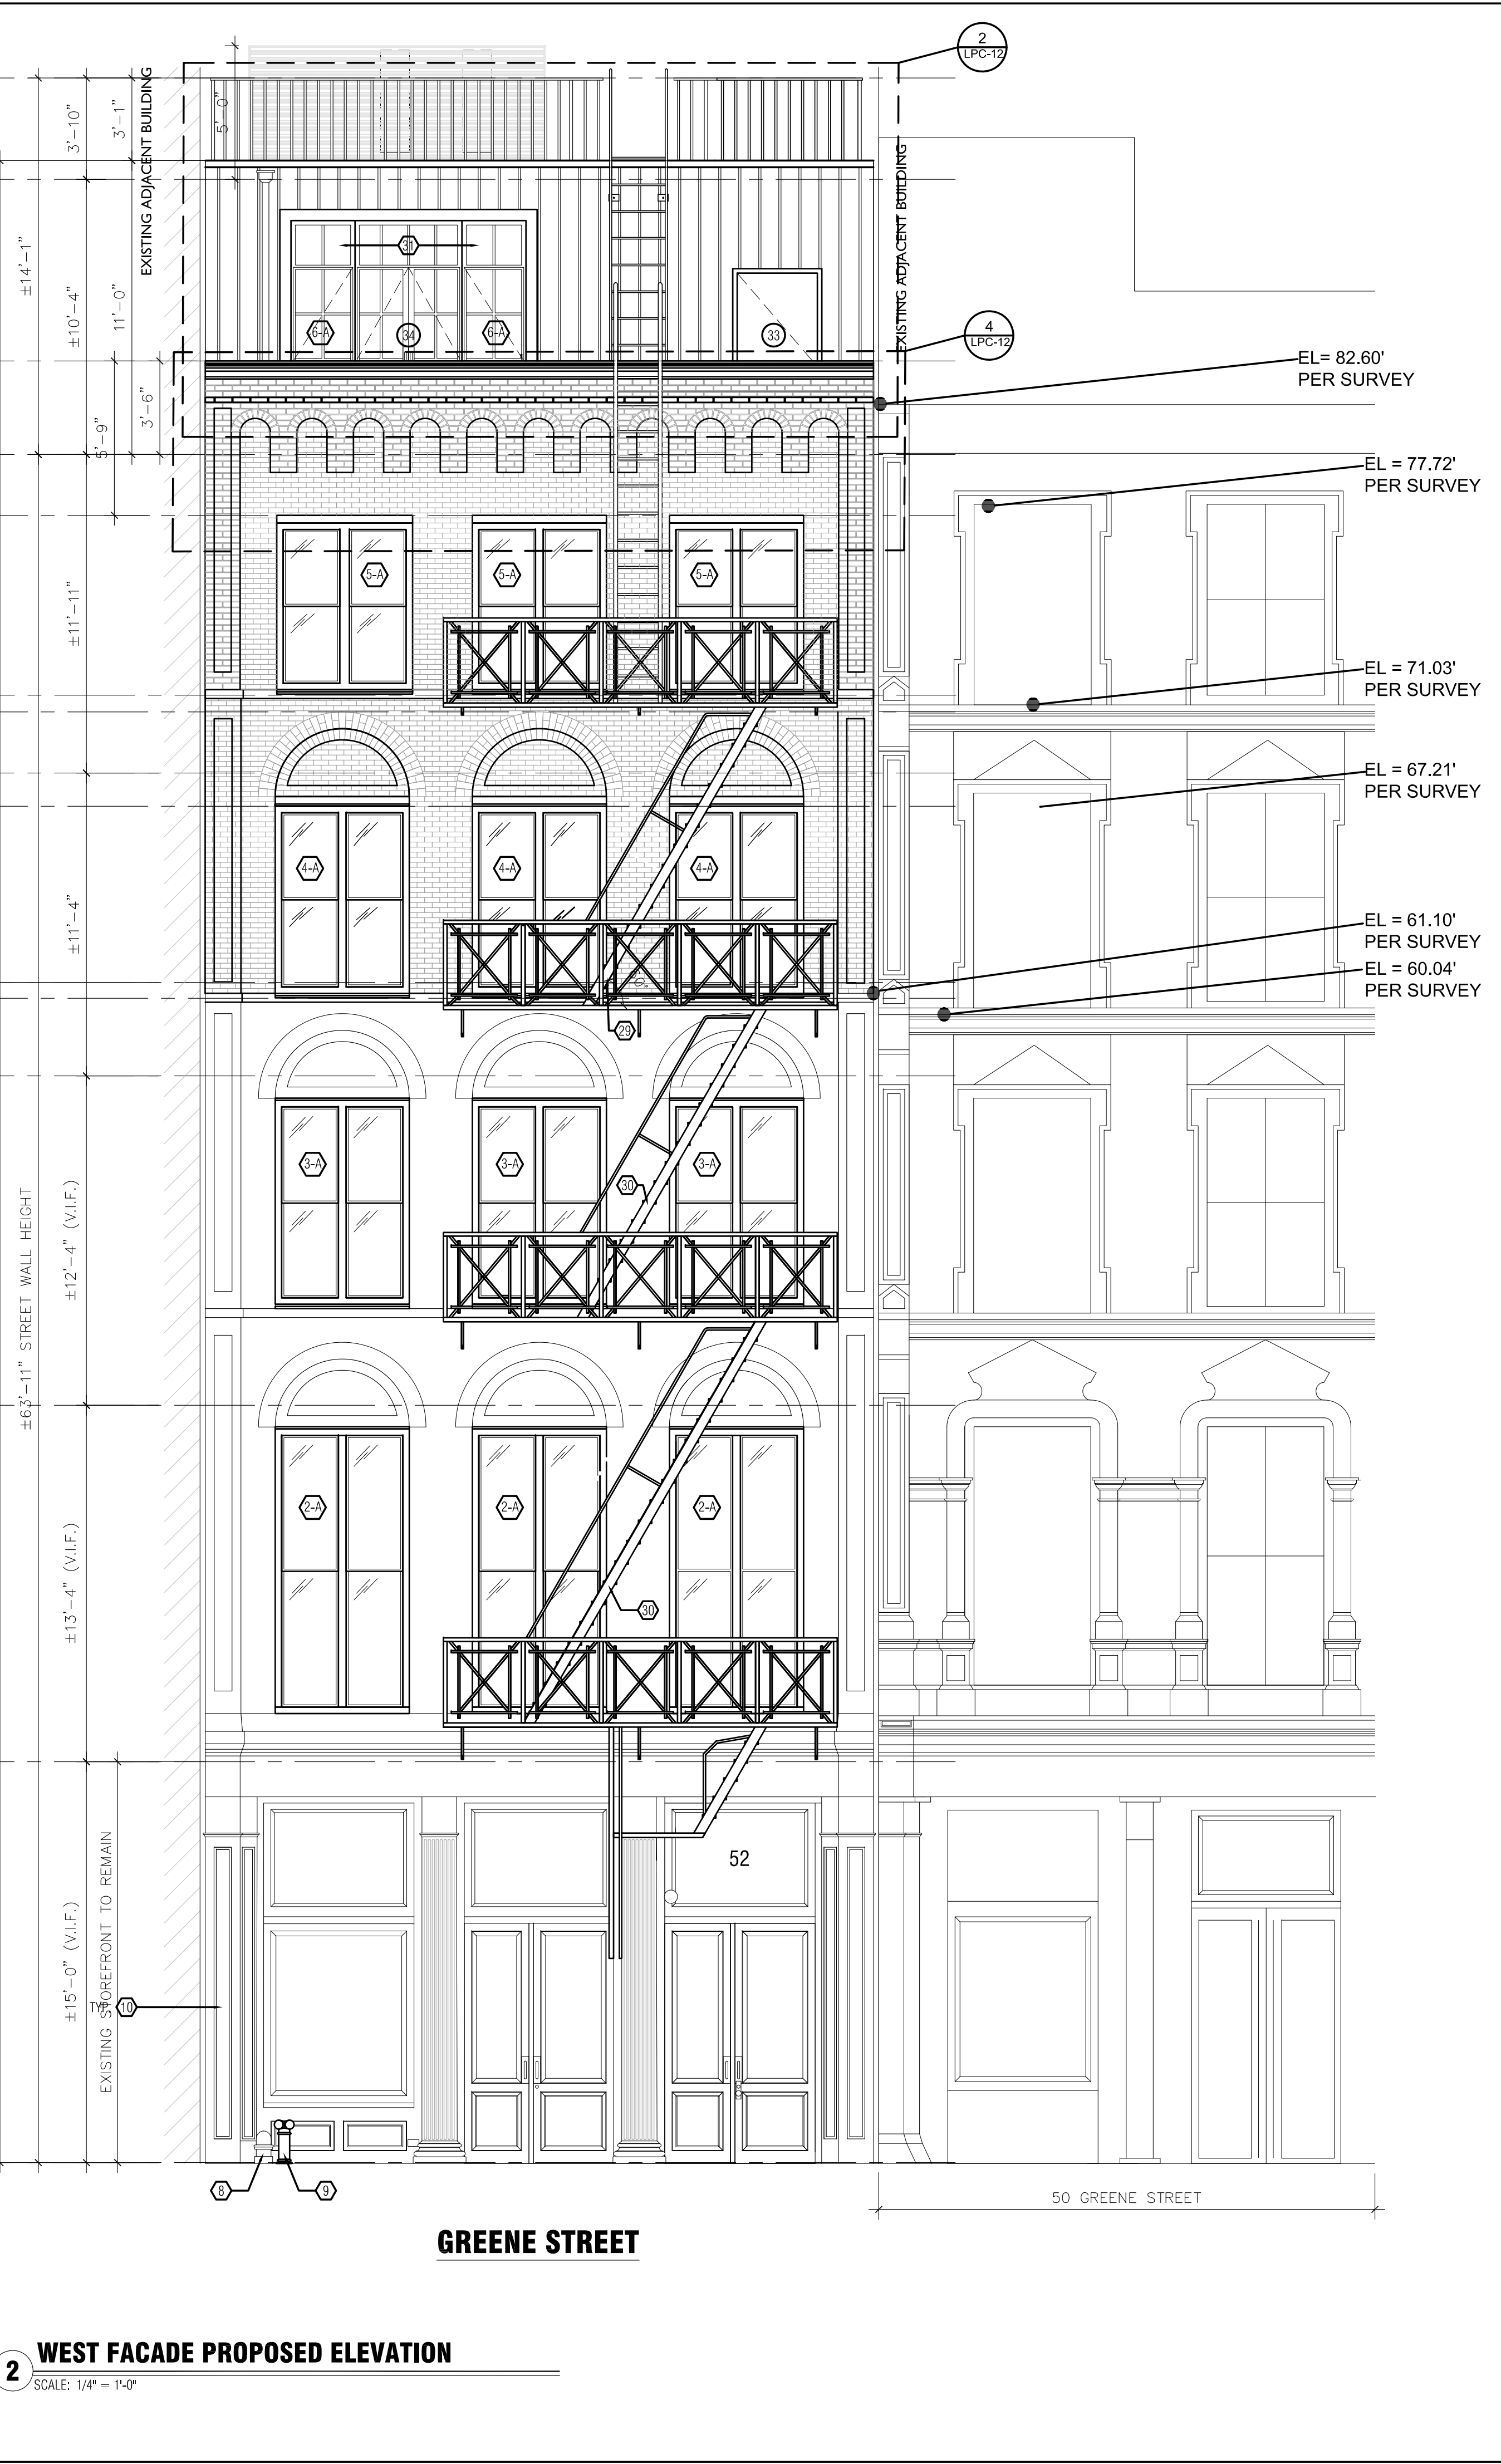 2
LPC-12
EXISTING ADJACENT BUILDING
3'-10"
3'-1"
5'-0"
EXISTING ADJACENT BUILDING
±14'-1"
±10'-4"
11'-0"
31
6-A
34
6-A
33
4
LPC-12
EL= 82.60'
PER SURVEY
3'-6"
5'-9"
EL = 77.72'
PER SURVEY
5-A
5-A
5-A
±11'-11"
EL = 71.03'
PER SURVEY
EL = 67.21'
PER SURVEY
4-A
4-A
4-A
±11'-4"
EL = 61.10'
PER SURVEY
EL = 60.04'
PER SURVEY
29
3-A
3-A
3-A
30
±63'-11" STREET WALL HEIGHT
±12'-4" (V.I.F.)
2-A
2-A
2-A
±13'-4" (V.I.F.)
30
52
EXISTING STOREFRONT TO REMAIN
±15'-0" (V.I.F.)
TYP.
10
8
9
50 GREENE STREET
GREENE STREET
2
WEST FACADE PROPOSED ELEVATION
SCALE: 1/4" = 1'-0"